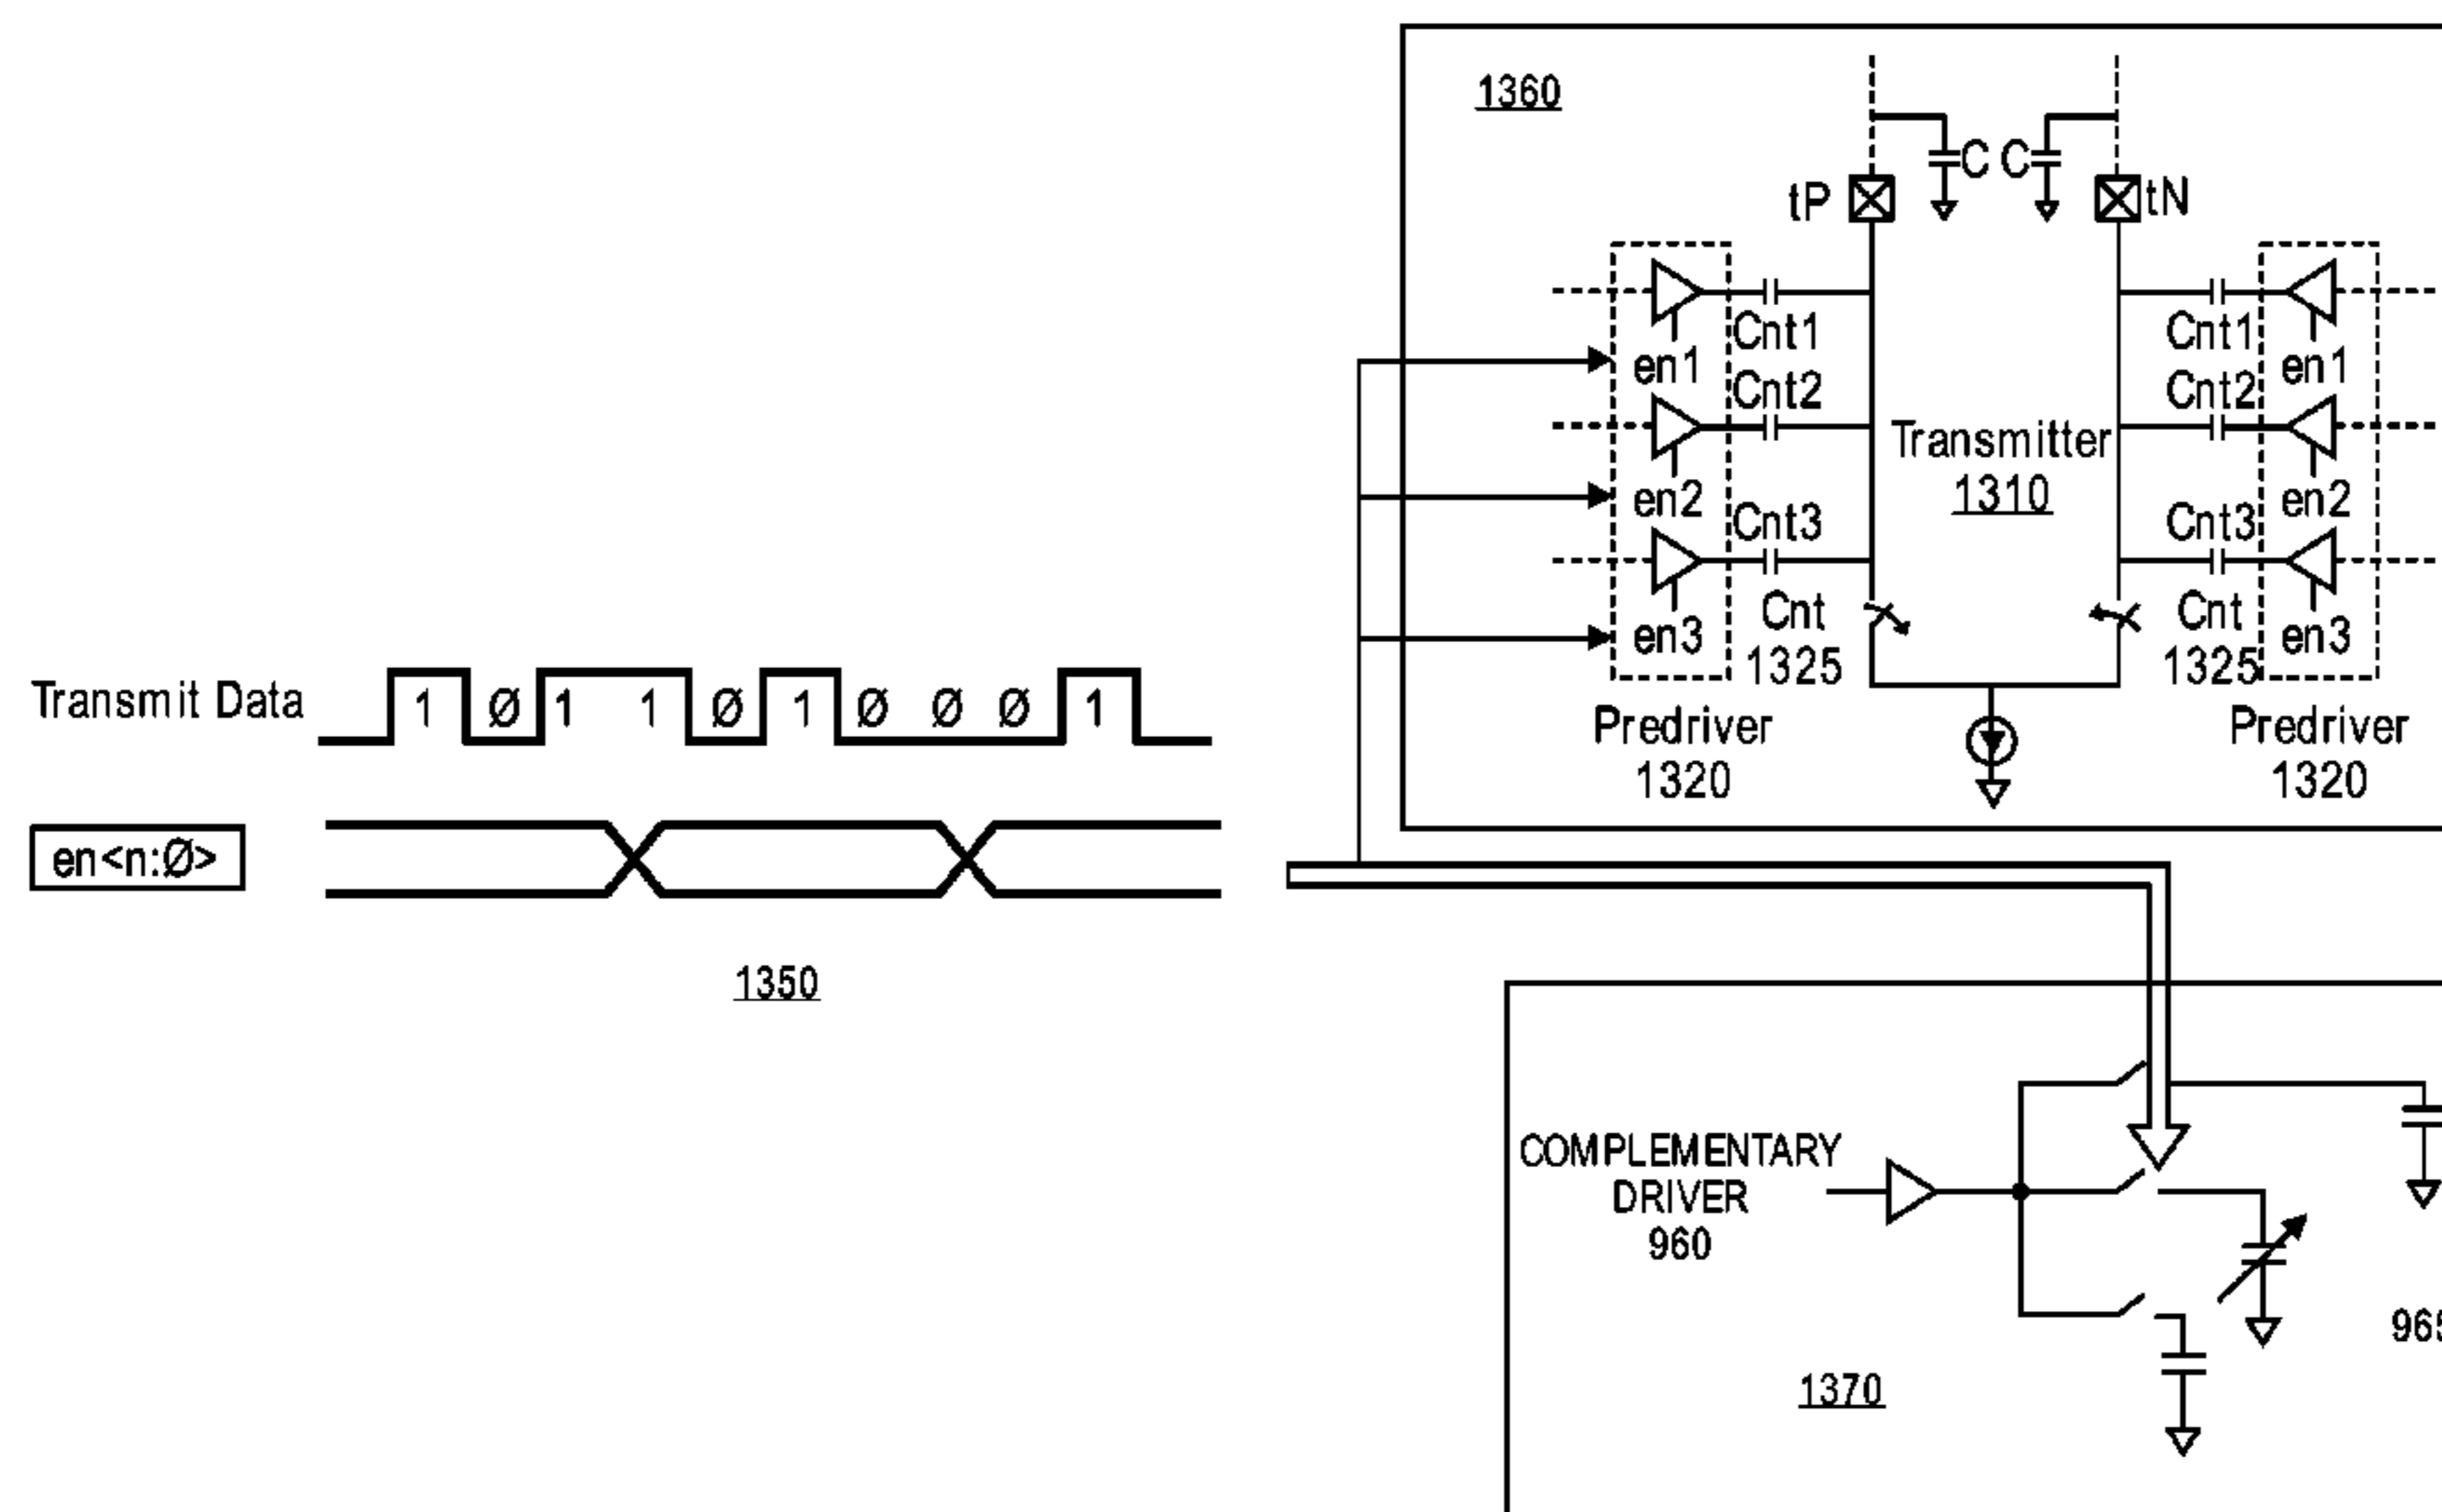 1360
C C
tP
tN
Cnt1
en1
Cnt2
en2
Cnt3
en3
Cnt
1325
Predriver
1320
Transmitter
1310
Cnt1
en1
Cnt2
en2
Cnt3
en3
Cnt
1325
Predriver
1320
Transmit Data
1 Ø 1 1 Ø 1 Ø Ø Ø 1
en<n:Ø>
1350
COMPLEMENTARY
DRIVER
960
965
1370